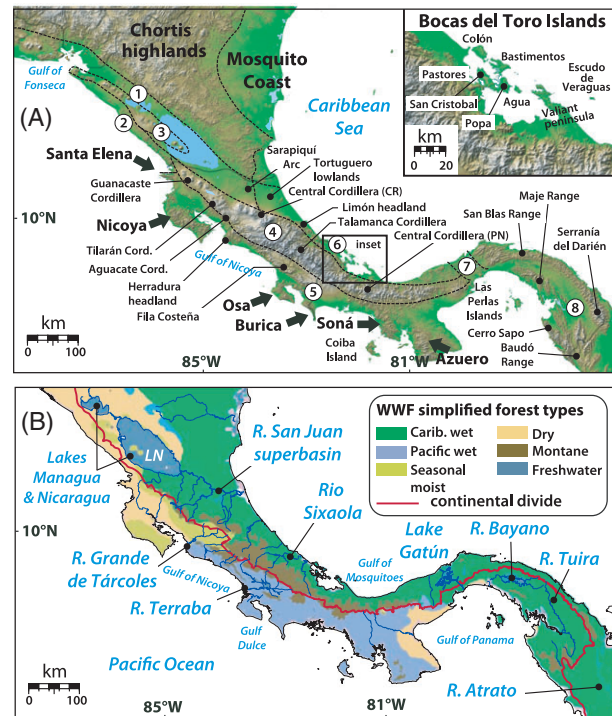 (A)
Chortis
highlands
Mosquito
Coast
Gulf of
Fonseca
Caribbean
Sea
1
2
3
Santa Elena
Guanacaste
Cordillera
Sarapiquí
Arc
Tortuguero
lowlands
Central Cordillera (CR)
10°N
Nicoya
4
Limón headland
Talamanca Cordillera
Central Cordillera (PN)
6
inset
Tilarán Cord.
Aguacate Cord.
Gulf of Nicoya
Herradura
headland
Fila Costeña
5
Osa
Burica
Soná
Coiba
Island
Azuero
San Blas Range
Maje Range
Serranía
del Darién
7
Las
Perlas
Islands
8
Cerro Sapo
Baudó
Range
km
0 100
85°W
81°W
Bocas del Toro Islands
Colón
Bastimentos
Escudo de
Veraguas
Pastores
San Cristobal
Agua
Popa
Valiant
peninsula
km
0 20
(B)
WWF simplified forest types
Carib. wet
Pacific wet
Seasonal
moist
Dry
Montane
Freshwater
continental divide
LN
Lakes
Managua
& Nicaragua
R. San Juan
superbasin
Rio
Sixaola
10°N
R. Grande
de Tárcoles
Gulf of Nicoya
R. Terraba
Gulf
Dulce
Gulf of
Mosquitoes
Lake
Gatún
R. Bayano
R. Tuira
Gulf of Panama
R. Atrato
Pacific Ocean
km
0 100
85°W
81°W